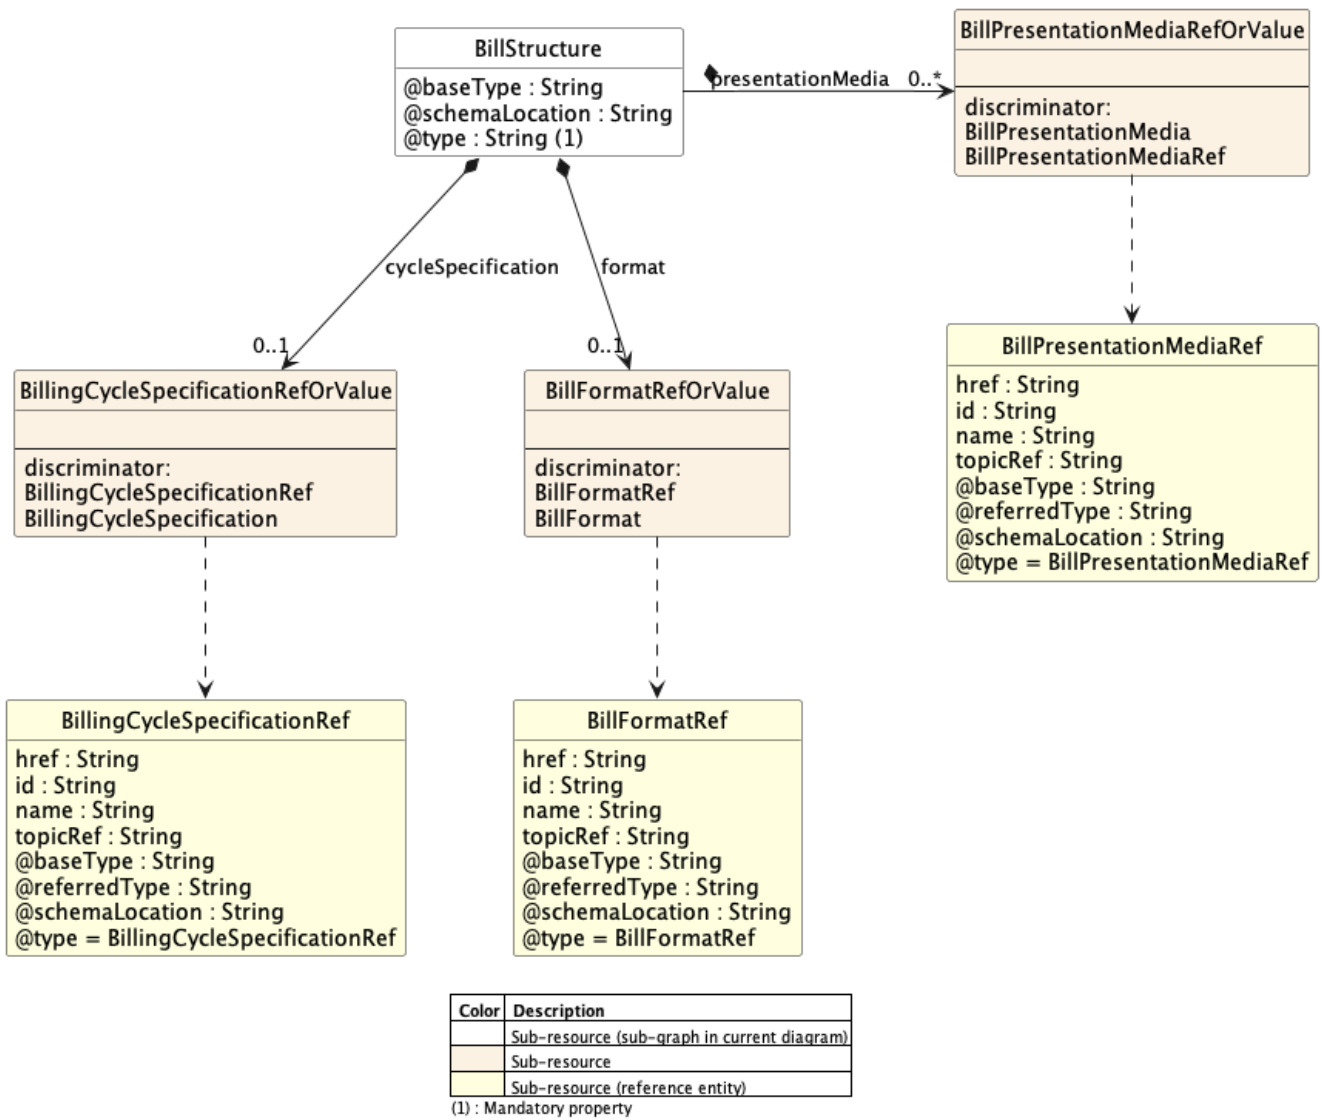 BillStructure
@baseType : String
@schemaLocation : String
@type : String (1)
presentationMedia 0..*
BillPresentationMediaRefOrValue
discriminator:
BillPresentationMedia
BillPresentationMediaRef
cycleSpecification
format
0..1
0..1
BillingCycleSpecificationRefOrValue
discriminator:
BillingCycleSpecificationRef
BillingCycleSpecification
BillFormatRefOrValue
discriminator:
BillFormatRef
BillFormat
BillPresentationMediaRef
href : String
id : String
name : String
topicRef : String
@baseType : String
@referredType : String
@schemaLocation : String
@type = BillPresentationMediaRef
BillingCycleSpecificationRef
href : String
id : String
name : String
topicRef : String
@baseType : String
@referredType : String
@schemaLocation : String
@type = BillingCycleSpecificationRef
BillFormatRef
href : String
id : String
name : String
topicRef : String
@baseType : String
@referredType : String
@schemaLocation : String
@type = BillFormatRef
Color Description
Sub-resource (sub-graph in current diagram)
Sub-resource
Sub-resource (reference entity)
(1) : Mandatory property